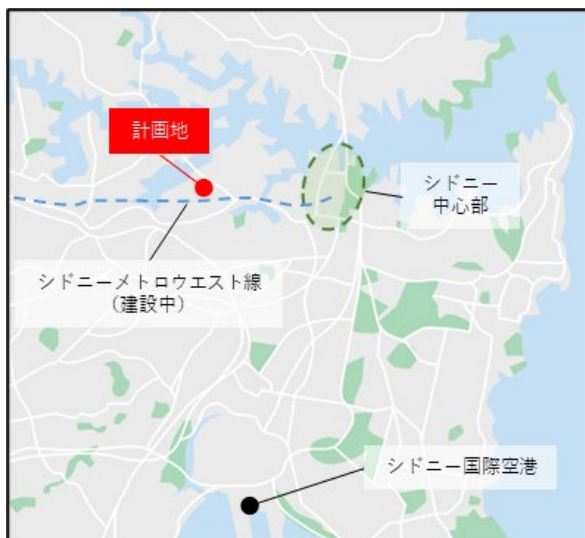 計画地
シドニー
中心部
シドニーメトロウエスト線
（建設中）
シドニー国際空港